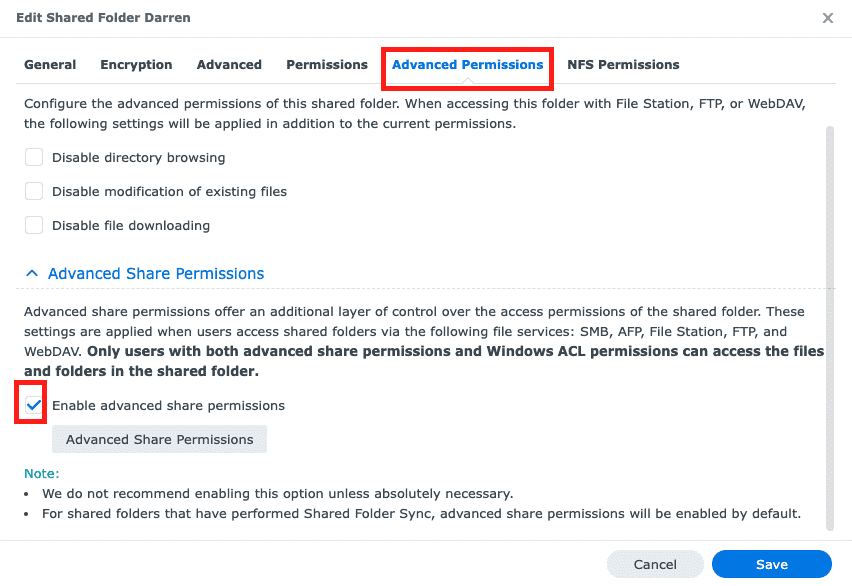 Edit Shared Folder Darren
General Encryption Advanced Permissions Advanced Permissions NFS Permissions
Configure the advanced permissions of this shared folder. When accessing this folder with File Station, FTP, or WebDAV,
the following settings will be applied in addition to the current permissions.
Disable directory browsing
Disable modification of existing files
Disable file downloading
Advanced Share Permissions
Advanced share permissions offer an additional layer of control over the access permissions of the shared folder. These
settings are applied when users access shared folders via the following file services: SMB, AFP, File Station, FTP, and
WebDAV. Only users with both advanced share permissions and Windows ACL permissions can access the files
and folders in the shared folder.
Enable advanced share permissions
Advanced Share Permissions
Note:
• We do not recommend enabling this option unless absolutely necessary.
• For shared folders that have performed Shared Folder Sync, advanced share permissions will be enabled by default.
Cancel Save